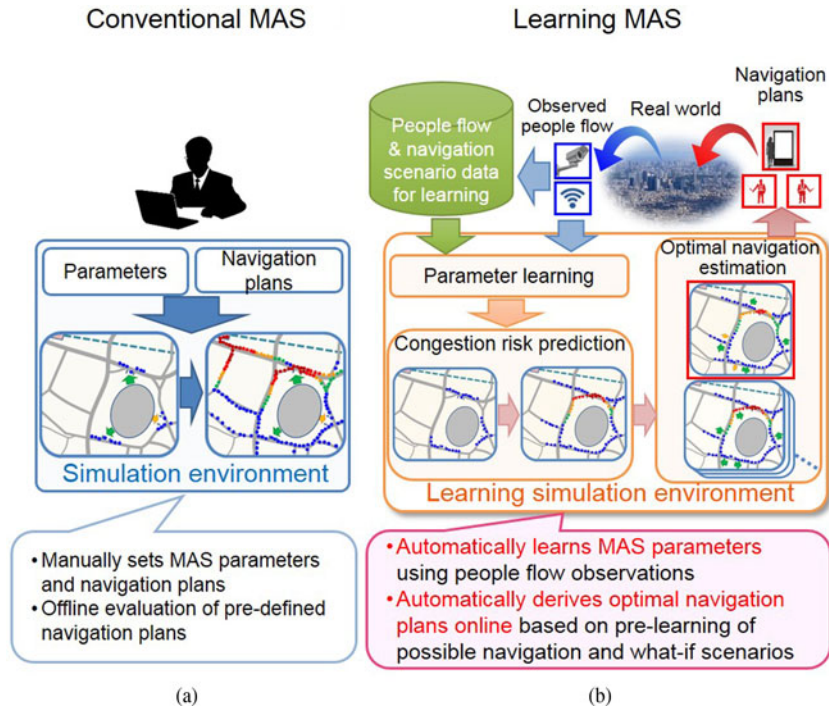 Conventional MAS
Parameters
Navigation
plans
Simulation environment
• Manually sets MAS parameters
and navigation plans
• Offline evaluation of pre-defined
navigation plans
(a)
Learning MAS
People flow
& navigation
scenario data
for learning
Observed
people flow
Real world
Navigation
plans
Parameter learning
Optimal navigation
estimation
Congestion risk prediction
Learning simulation environment
• Automatically learns MAS parameters
using people flow observations
• Automatically derives optimal navigation
plans online based on pre-learning of
possible navigation and what-if scenarios
(b)